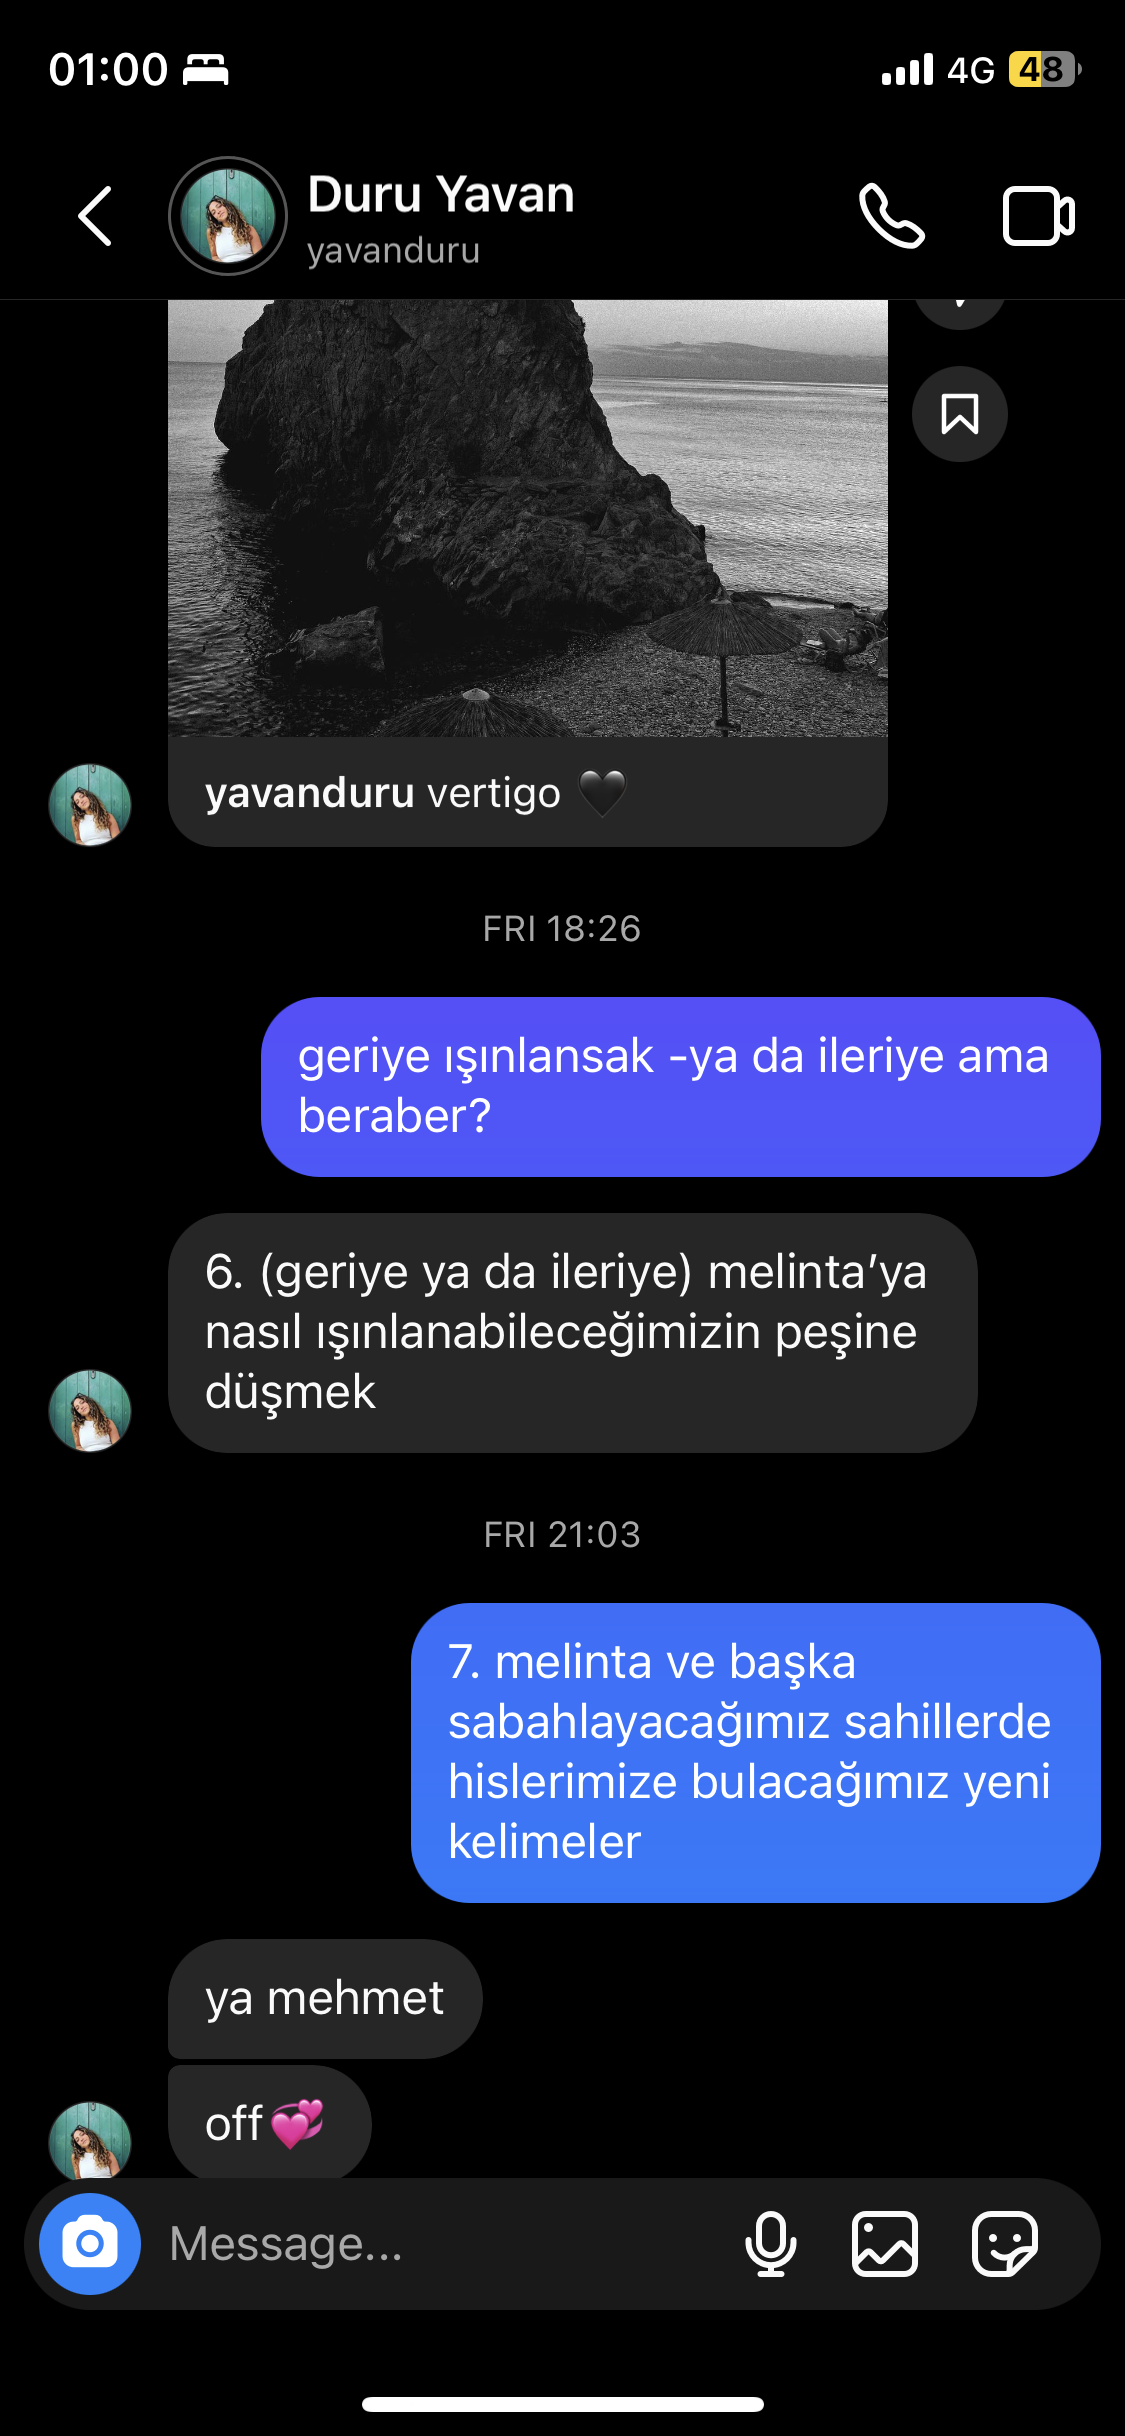 01:00
4G 48
Duru Yavan
yavanduru
yavanduru vertigo 🖤
FRI 18:26
geriye ışınlansak -ya da ileriye ama
beraber?
6. (geriye ya da ileriye) melinta’ya
nasıl ışınlanabileceğimizin peşine
düşmek
FRI 21:03
7. melinta ve başka
sabahlayacağımız sahillerde
hislerimize bulacağımız yeni
kelimeler
ya mehmet
off💞
Message...